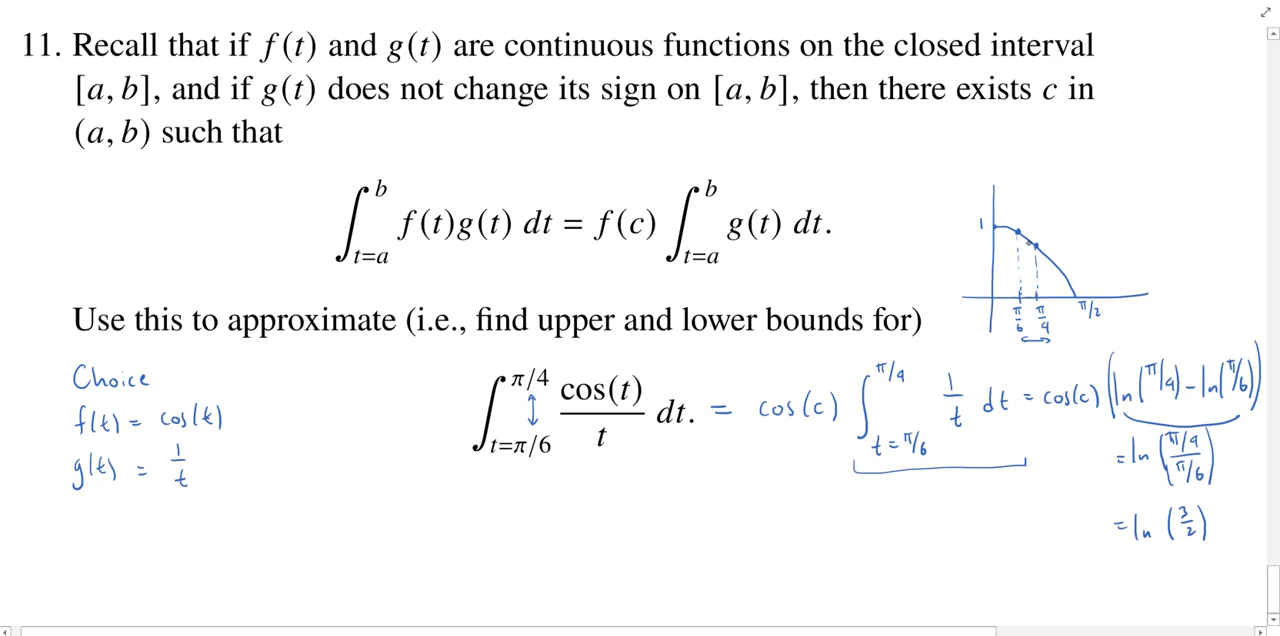 11. Recall that if f(t) and g(t) are continuous functions on the closed interval
[a, b], and if g(t) does not change its sign on [a, b], then there exists c in
(a, b) such that
∫_{t=a}^{b} f(t)g(t) dt = f(c) ∫_{t=a}^{b} g(t) dt.
1
π/6 π/4 π/2
Use this to approximate (i.e., find upper and lower bounds for)
Choice
f(t) = cos(t)
g(t) = 1/t
∫_{t=π/6}^{π/4} cos(t)/t dt. = cos(c) ∫_{t=π/6}^{π/4} 1/t dt = cos(c) (ln(π/4) - ln(π/6))
= ln ((π/4)/(π/6))
= ln (3/2)